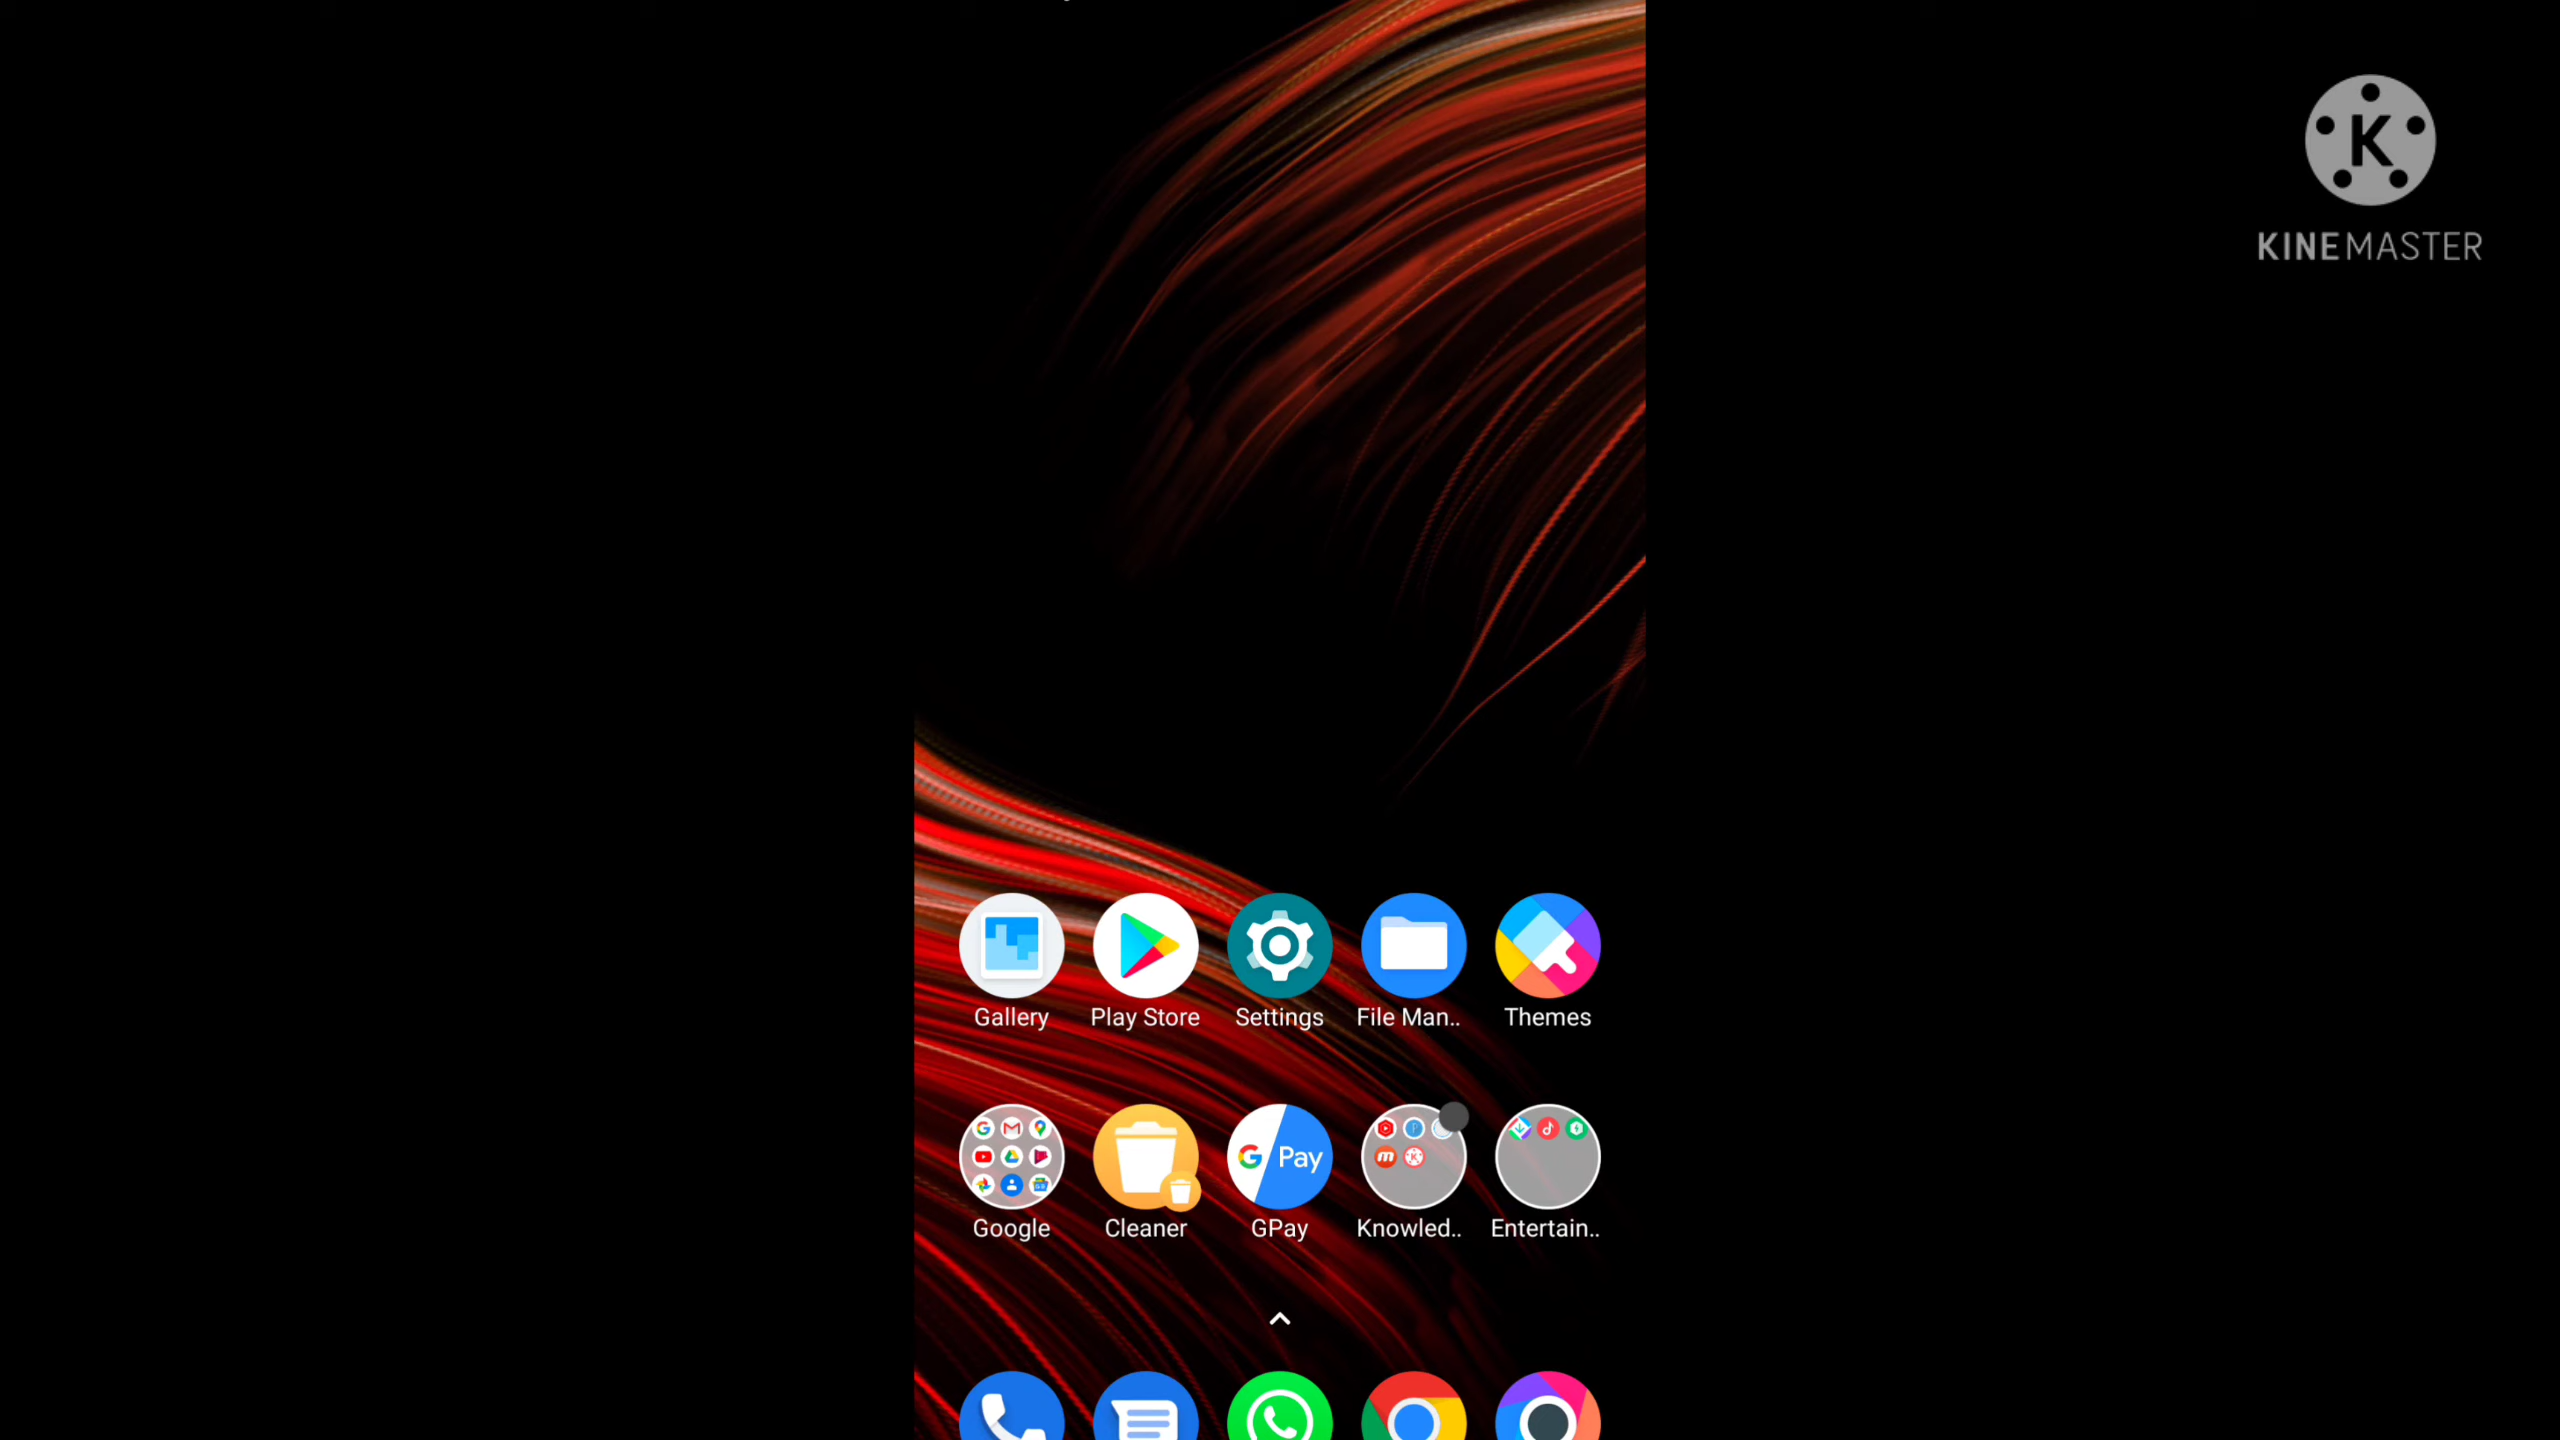 K
KINEMASTER
Gallery Play Store Settings File Man.. Themes
G Pay
Google Cleaner GPay Knowled.. Entertain..